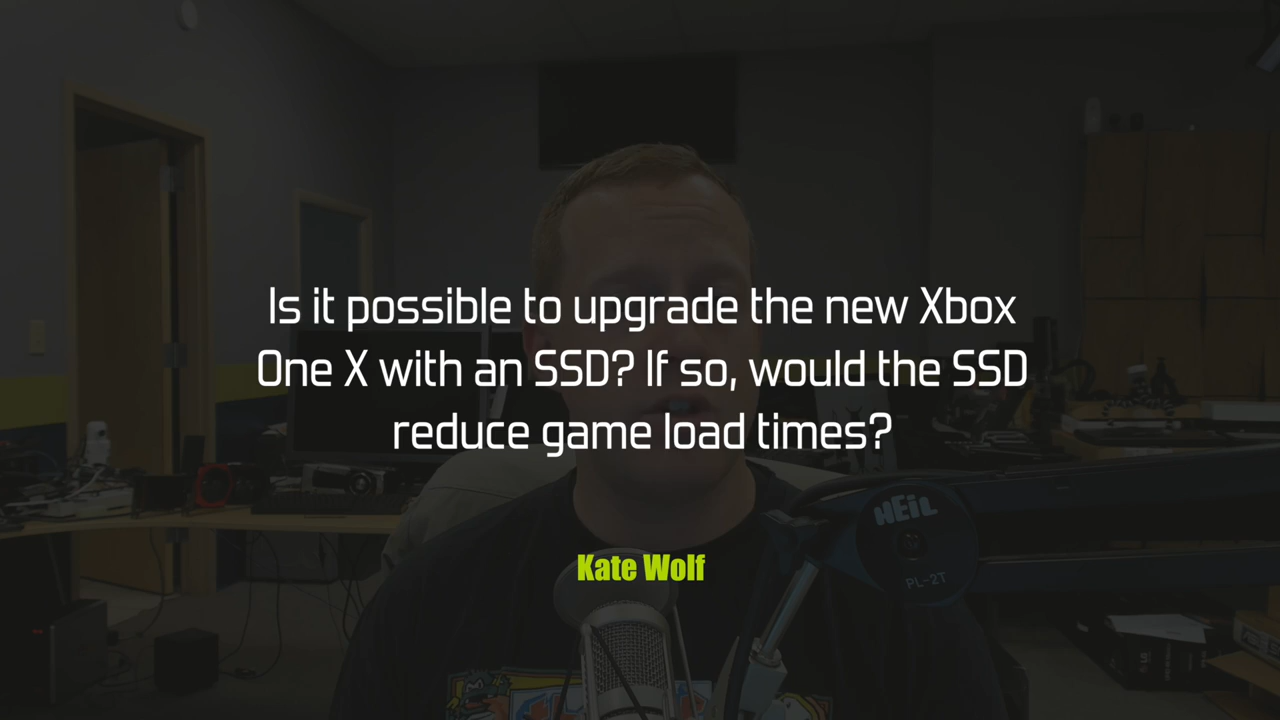 Is it possible to upgrade the new Xbox
One X with an SSD? If so, would the SSD
reduce game load times?
HEiL
Kate Wolf
PL-2T